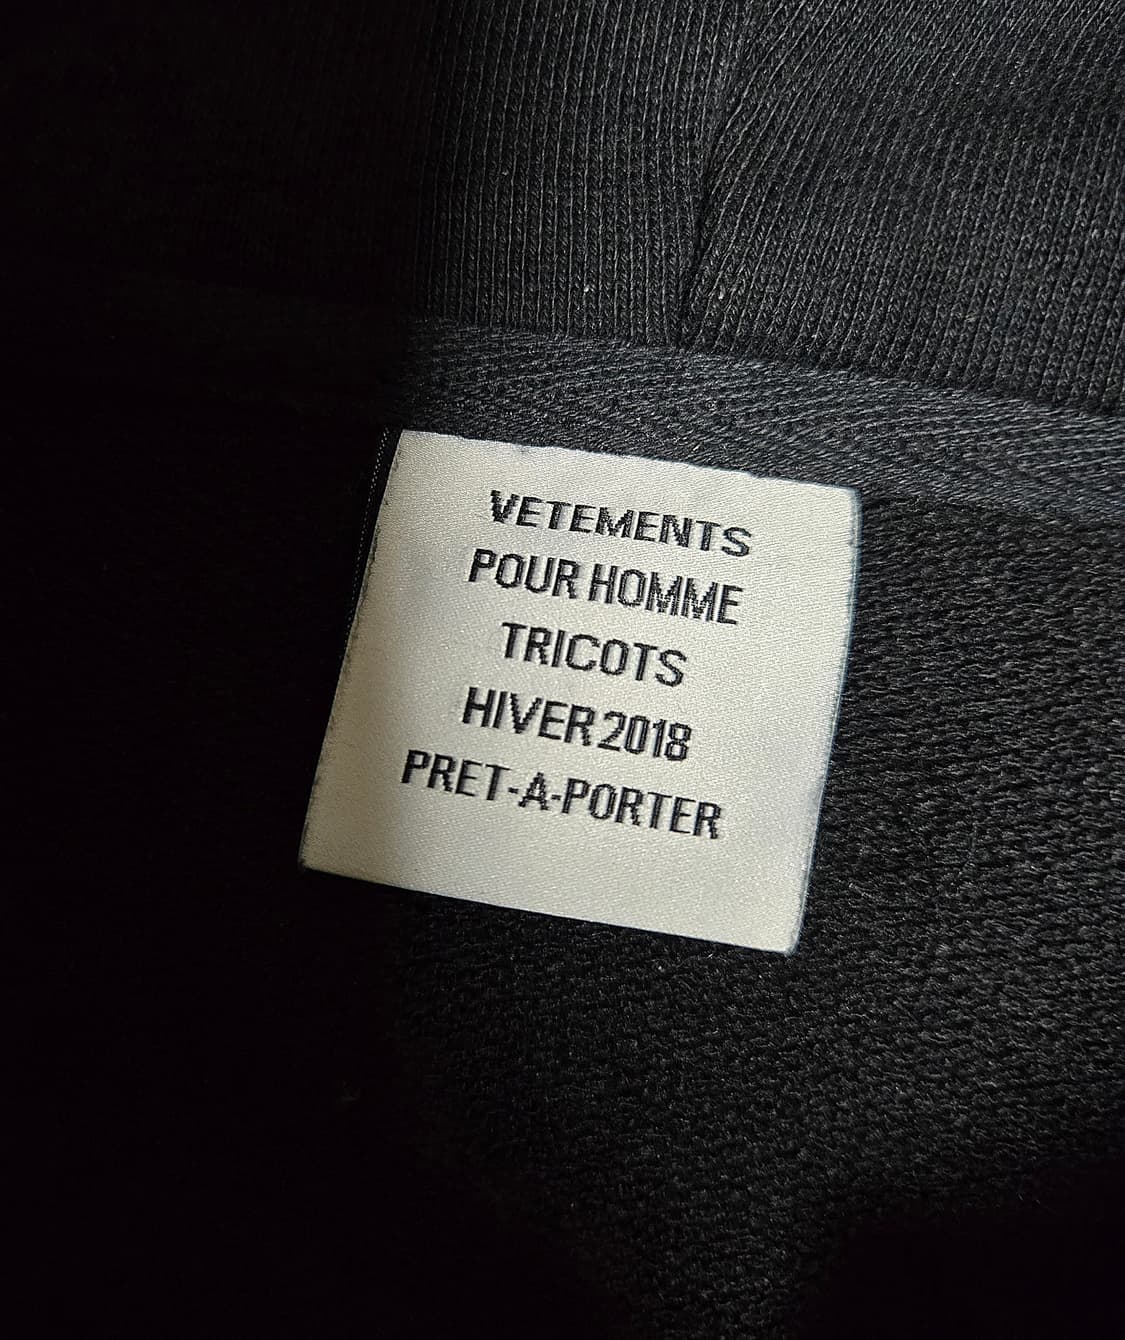 VETEMENTS
POUR HOMME
TRICOTS
HIVER 2018
PRET-A-PORTER